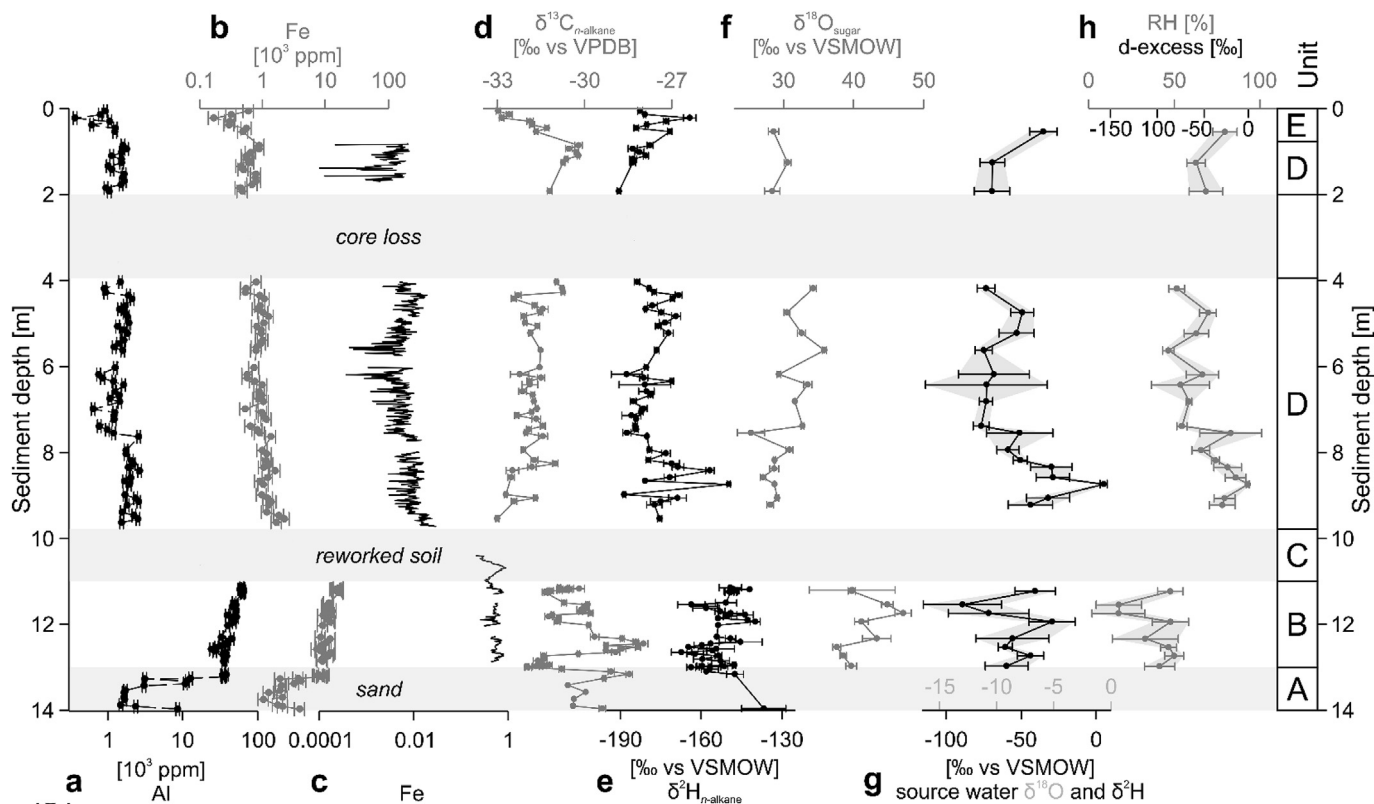 b
Fe
[10³ ppm]
0.1 1 10 100
d
δ¹³Cn-alkane
[‰ vs VPDB]
-33 -30 -27
f
δ¹⁸Osugar
[‰ vs VSMOW]
30 40 50
h
RH [%]
d-excess [‰]
0 50 100
-150 100 -50 0
Unit
Sediment depth [m]
0
2
4
6
8
10
12
14
core loss
reworked soil
sand
E
D
D
C
B
A
Sediment depth [m]
0
2
4
6
8
10
12
14
-15 -10 -5 0
1 10 100
[10³ ppm]
a
Al
0.0001 0.01 1
c
Fe
-190 -160 -130
[‰ vs VSMOW]
e
δ²Hn-alkane
-100 -50 0
[‰ vs VSMOW]
g
source water δ¹⁸O and δ²H